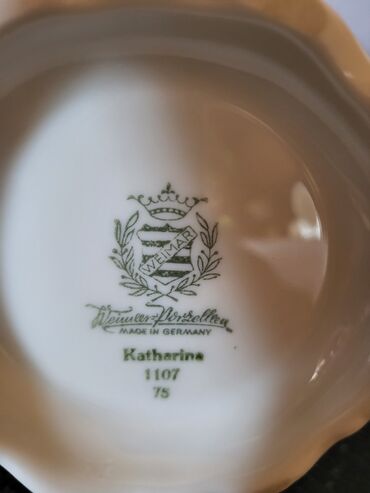 WEIMAR
Weimar-Porzellan
MADE IN GERMANY
Katharina
1107
75